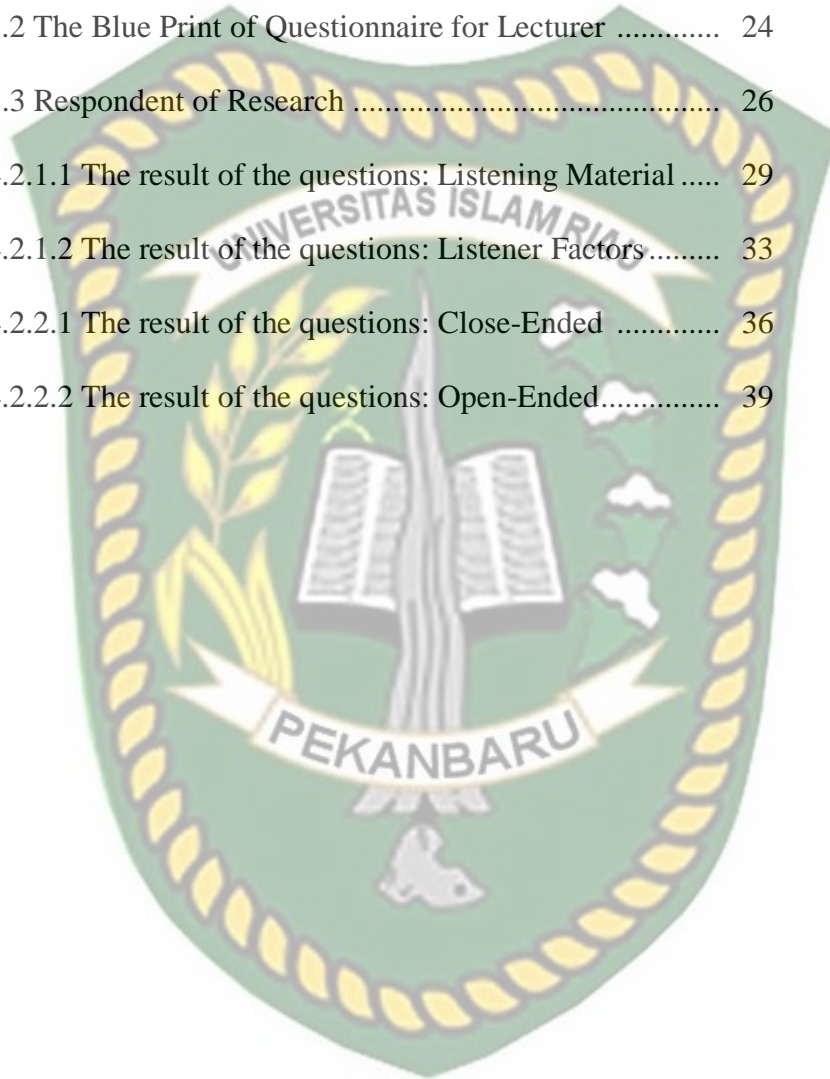 .2 The Blue Print of Questionnaire for Lecturer ............. 24
.3 Respondent of Research ........................................ 26
.2.1.1 The result of the questions: Listening Material ..... 29
UNIVERSITAS ISLAM RIAU
.2.1.2 The result of the questions: Listener Factors ......... 33
.2.2.1 The result of the questions: Close-Ended ............. 36
.2.2.2 The result of the questions: Open-Ended............... 39
PEKANBARU